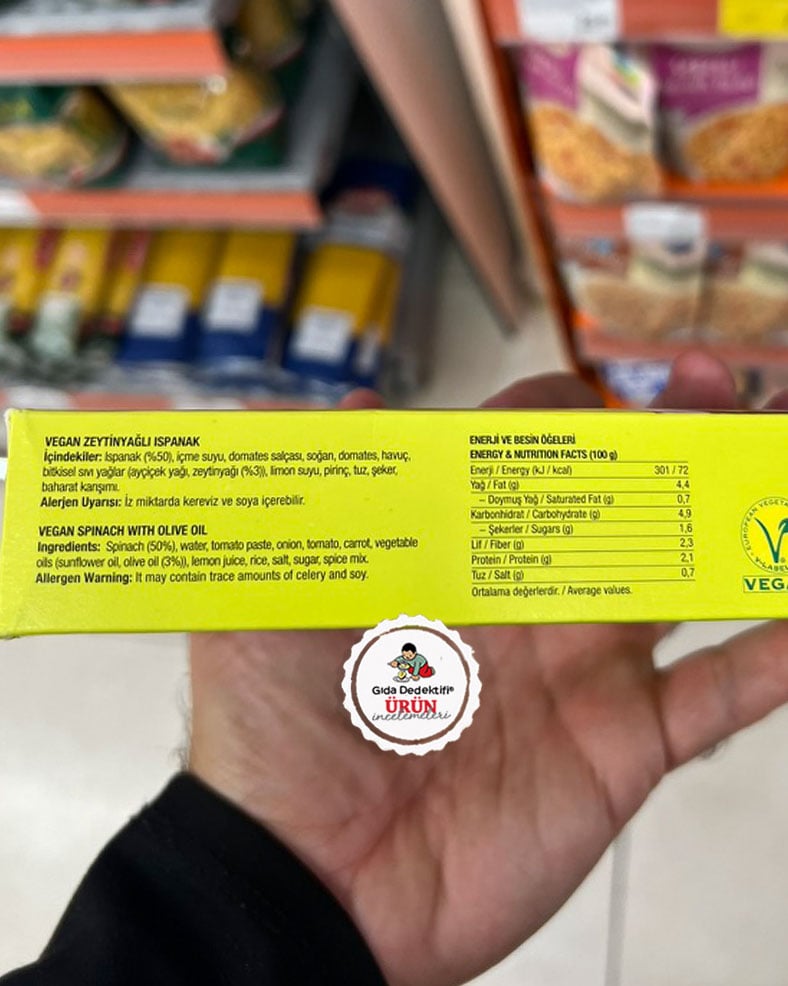 VEGAN ZEYTİNYAĞLI ISPANAK
İçindekiler: Ispanak (%50), içme suyu, domates salçası, soğan, domates, havuç,
bitkisel sıvı yağlar (ayçiçek yağı, zeytinyağı (%3)), limon suyu, pirinç, tuz, şeker,
baharat karışımı.
Alerjen Uyarısı: İz miktarda kereviz ve soya içerebilir.
VEGAN SPINACH WITH OLIVE OIL
Ingredients: Spinach (50%), water, tomato paste, onion, tomato, carrot, vegetable
oils (sunflower oil, olive oil (3%)), lemon juice, rice, salt, sugar, spice mix.
Allergen Warning: It may contain trace amounts of celery and soy.
ENERJİ VE BESİN ÖĞELERİ
ENERGY & NUTRITION FACTS (100 g)
Enerji / Energy (kJ / kcal) 301 / 72
Yağ / Fat (g) 4,4
– Doymuş Yağ / Saturated Fat (g) 0,7
Karbonhidrat / Carbohydrate (g) 4,9
– Şekerler / Sugars (g) 1,6
Lif / Fiber (g) 2,3
Protein / Protein (g) 2,1
Tuz / Salt (g) 0,7
Ortalama değerlerdir. / Average values.
EUROPEAN VEGETA
V-LABEL
VEGA
Gıda Dedektifi®
ÜRÜN
incelemeleri